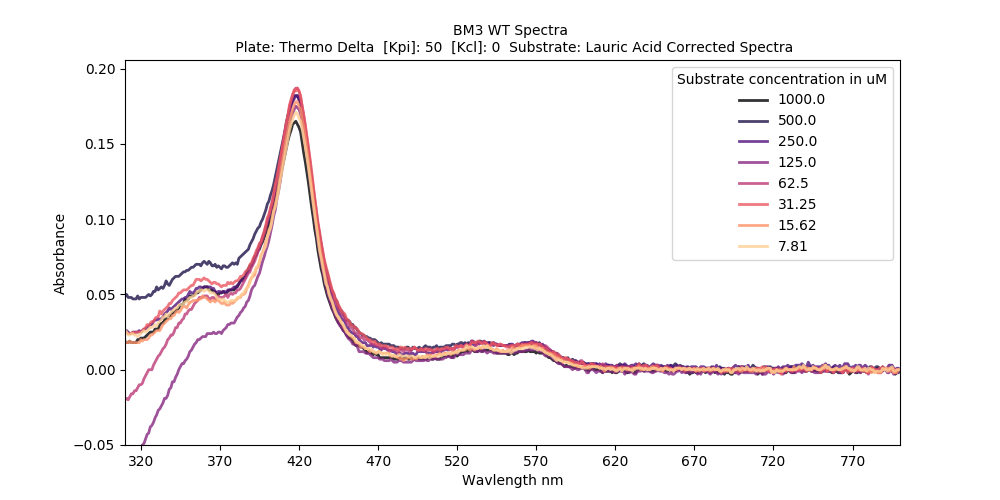 BM3 WT Spectra
Plate: Thermo Delta [Kpi]: 50 [Kcl]: 0 Substrate: Lauric Acid Corrected Spectra
Substrate concentration in uM
1000.0
500.0
250.0
125.0
62.5
31.25
15.62
7.81
Absorbance
0.20
0.15
0.10
0.05
0.00
−0.05
320 370 420 470 520 570 620 670 720 770
Wavlength nm